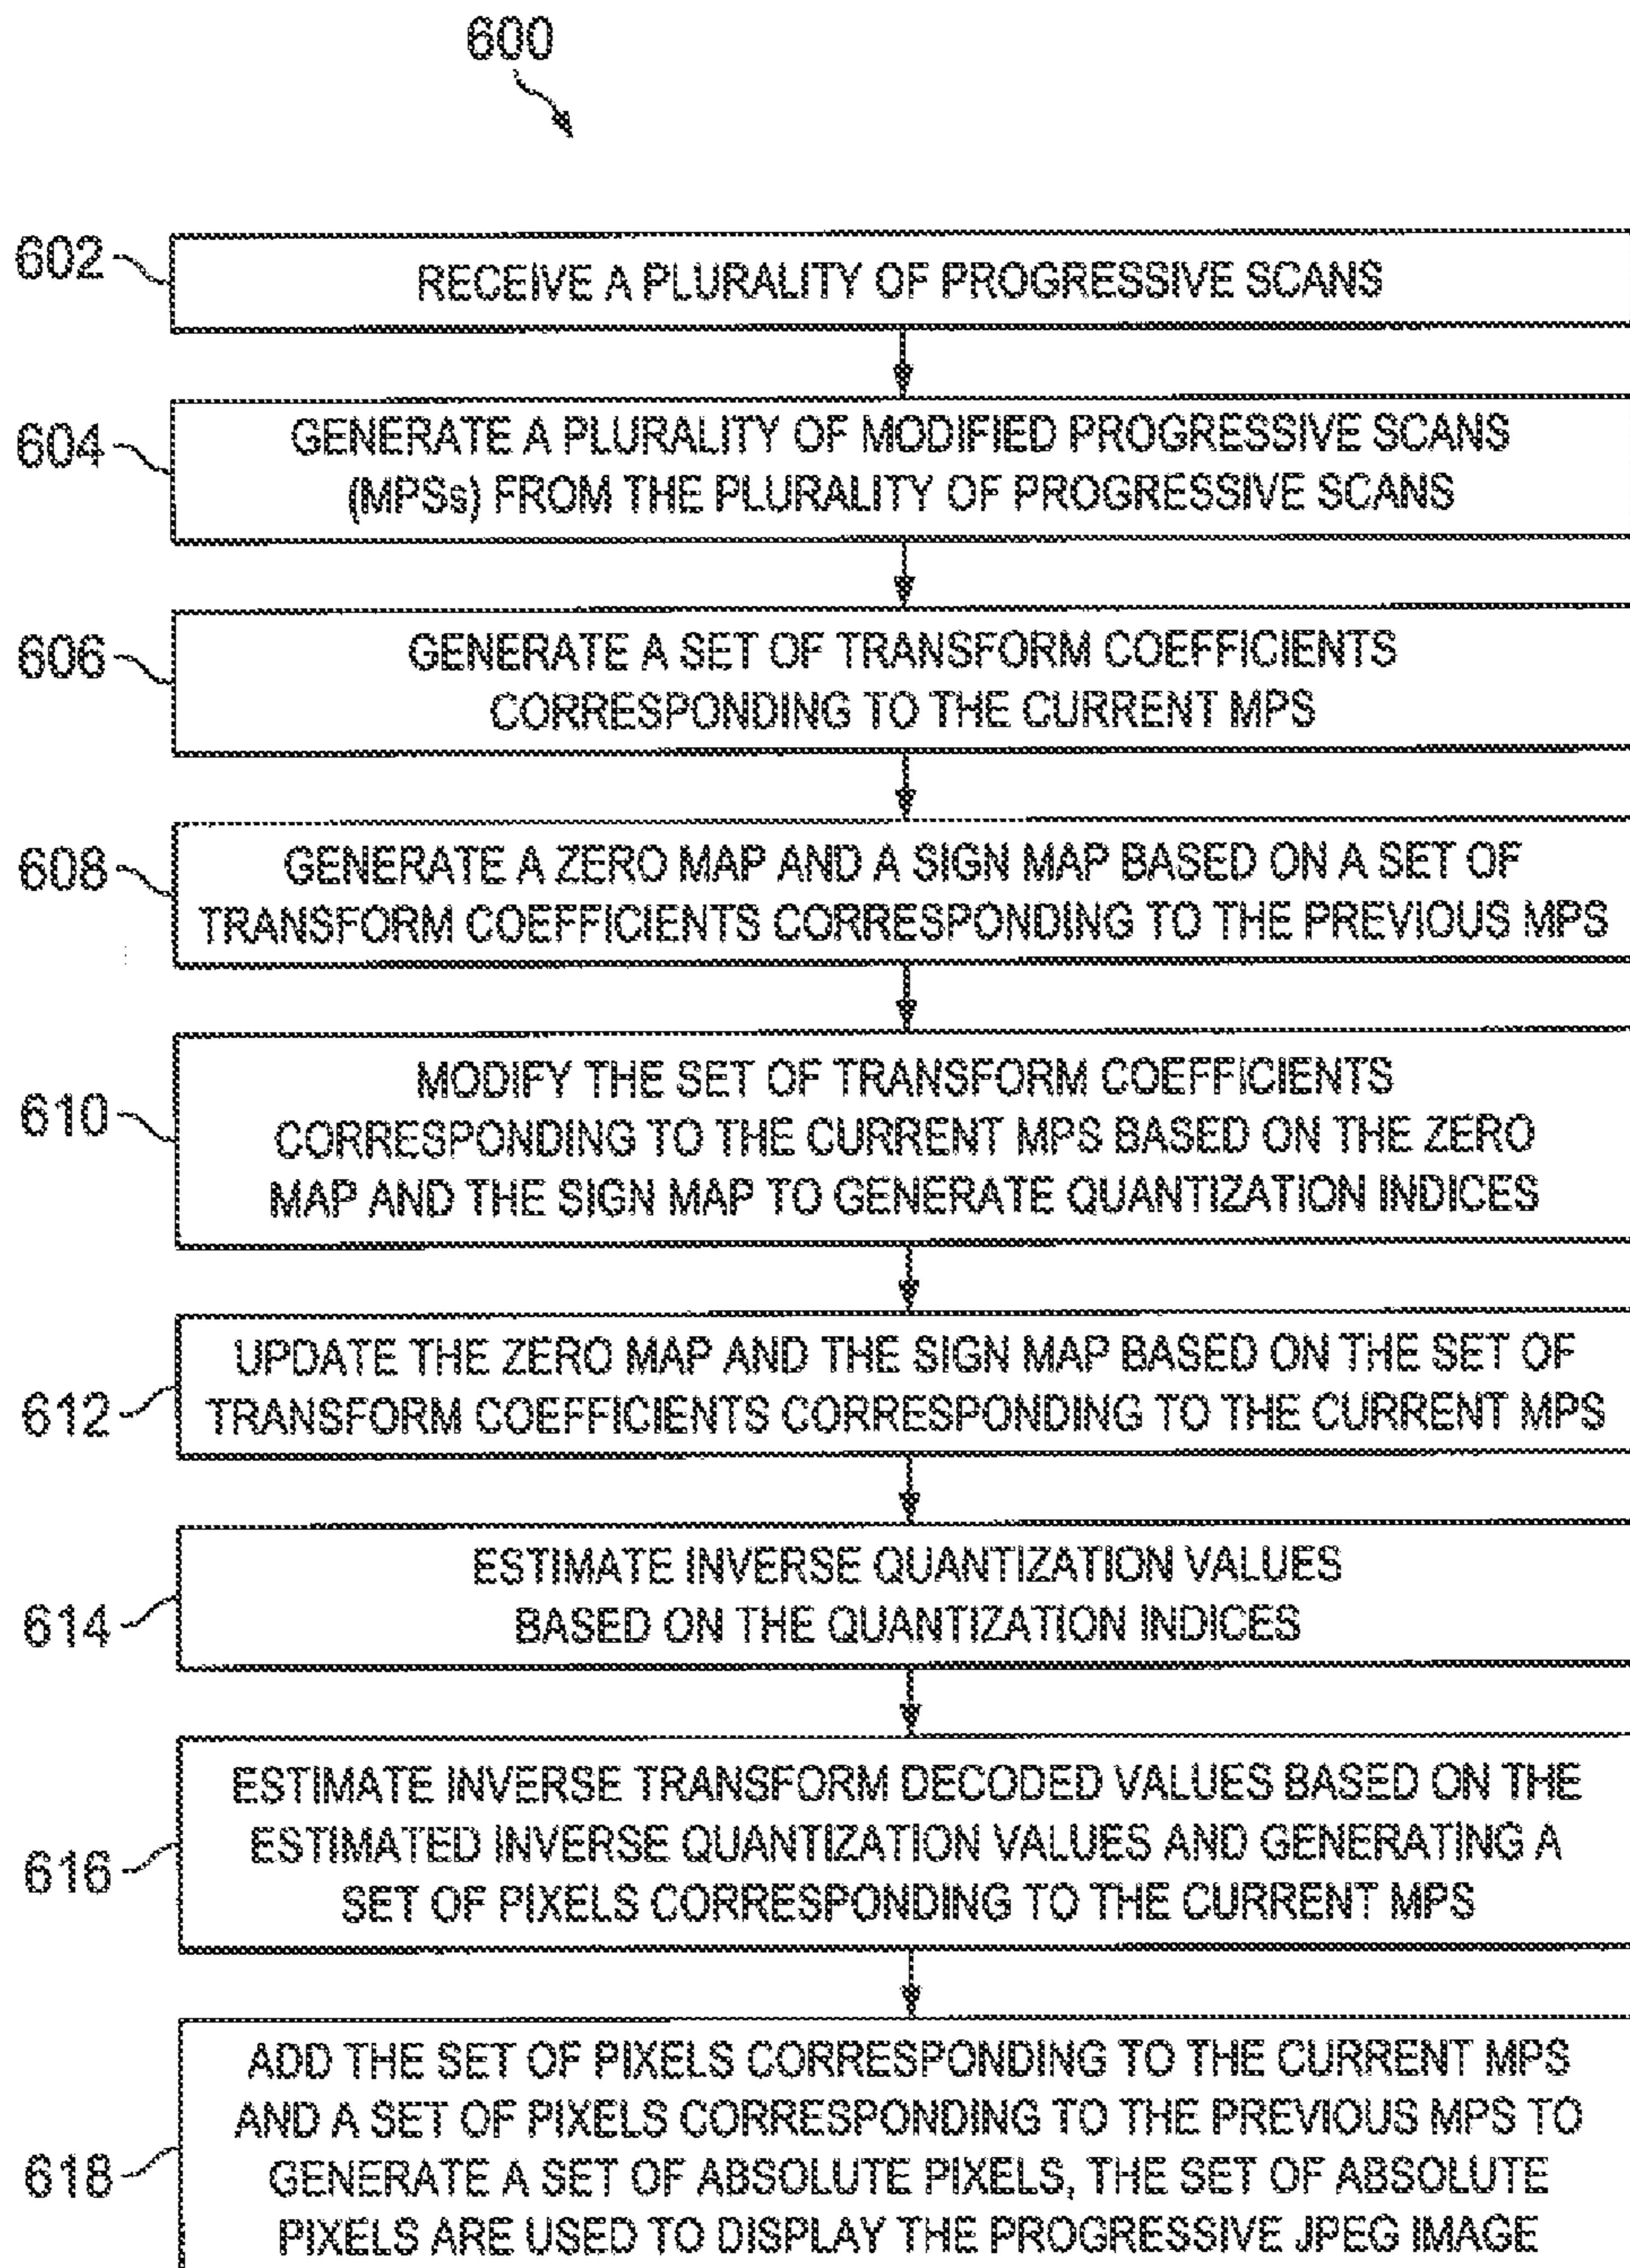 600
602
RECEIVE A PLURALITY OF PROGRESSIVE SCANS
604
GENERATE A PLURALITY OF MODIFIED PROGRESSIVE SCANS
(MPSs) FROM THE PLURALITY OF PROGRESSIVE SCANS
606
GENERATE A SET OF TRANSFORM COEFFICIENTS
CORRESPONDING TO THE CURRENT MPS
608
GENERATE A ZERO MAP AND A SIGN MAP BASED ON A SET OF
TRANSFORM COEFFICIENTS CORRESPONDING TO THE PREVIOUS MPS
610
MODIFY THE SET OF TRANSFORM COEFFICIENTS
CORRESPONDING TO THE CURRENT MPS BASED ON THE ZERO
MAP AND THE SIGN MAP TO GENERATE QUANTIZATION INDICES
612
UPDATE THE ZERO MAP AND THE SIGN MAP BASED ON THE SET OF
TRANSFORM COEFFICIENTS CORRESPONDING TO THE CURRENT MPS
614
ESTIMATE INVERSE QUANTIZATION VALUES
BASED ON THE QUANTIZATION INDICES
616
ESTIMATE INVERSE TRANSFORM DECODED VALUES BASED ON THE
ESTIMATED INVERSE QUANTIZATION VALUES AND GENERATING A
SET OF PIXELS CORRESPONDING TO THE CURRENT MPS
618
ADD THE SET OF PIXELS CORRESPONDING TO THE CURRENT MPS
AND A SET OF PIXELS CORRESPONDING TO THE PREVIOUS MPS TO
GENERATE A SET OF ABSOLUTE PIXELS, THE SET OF ABSOLUTE
PIXELS ARE USED TO DISPLAY THE PROGRESSIVE JPEG IMAGE